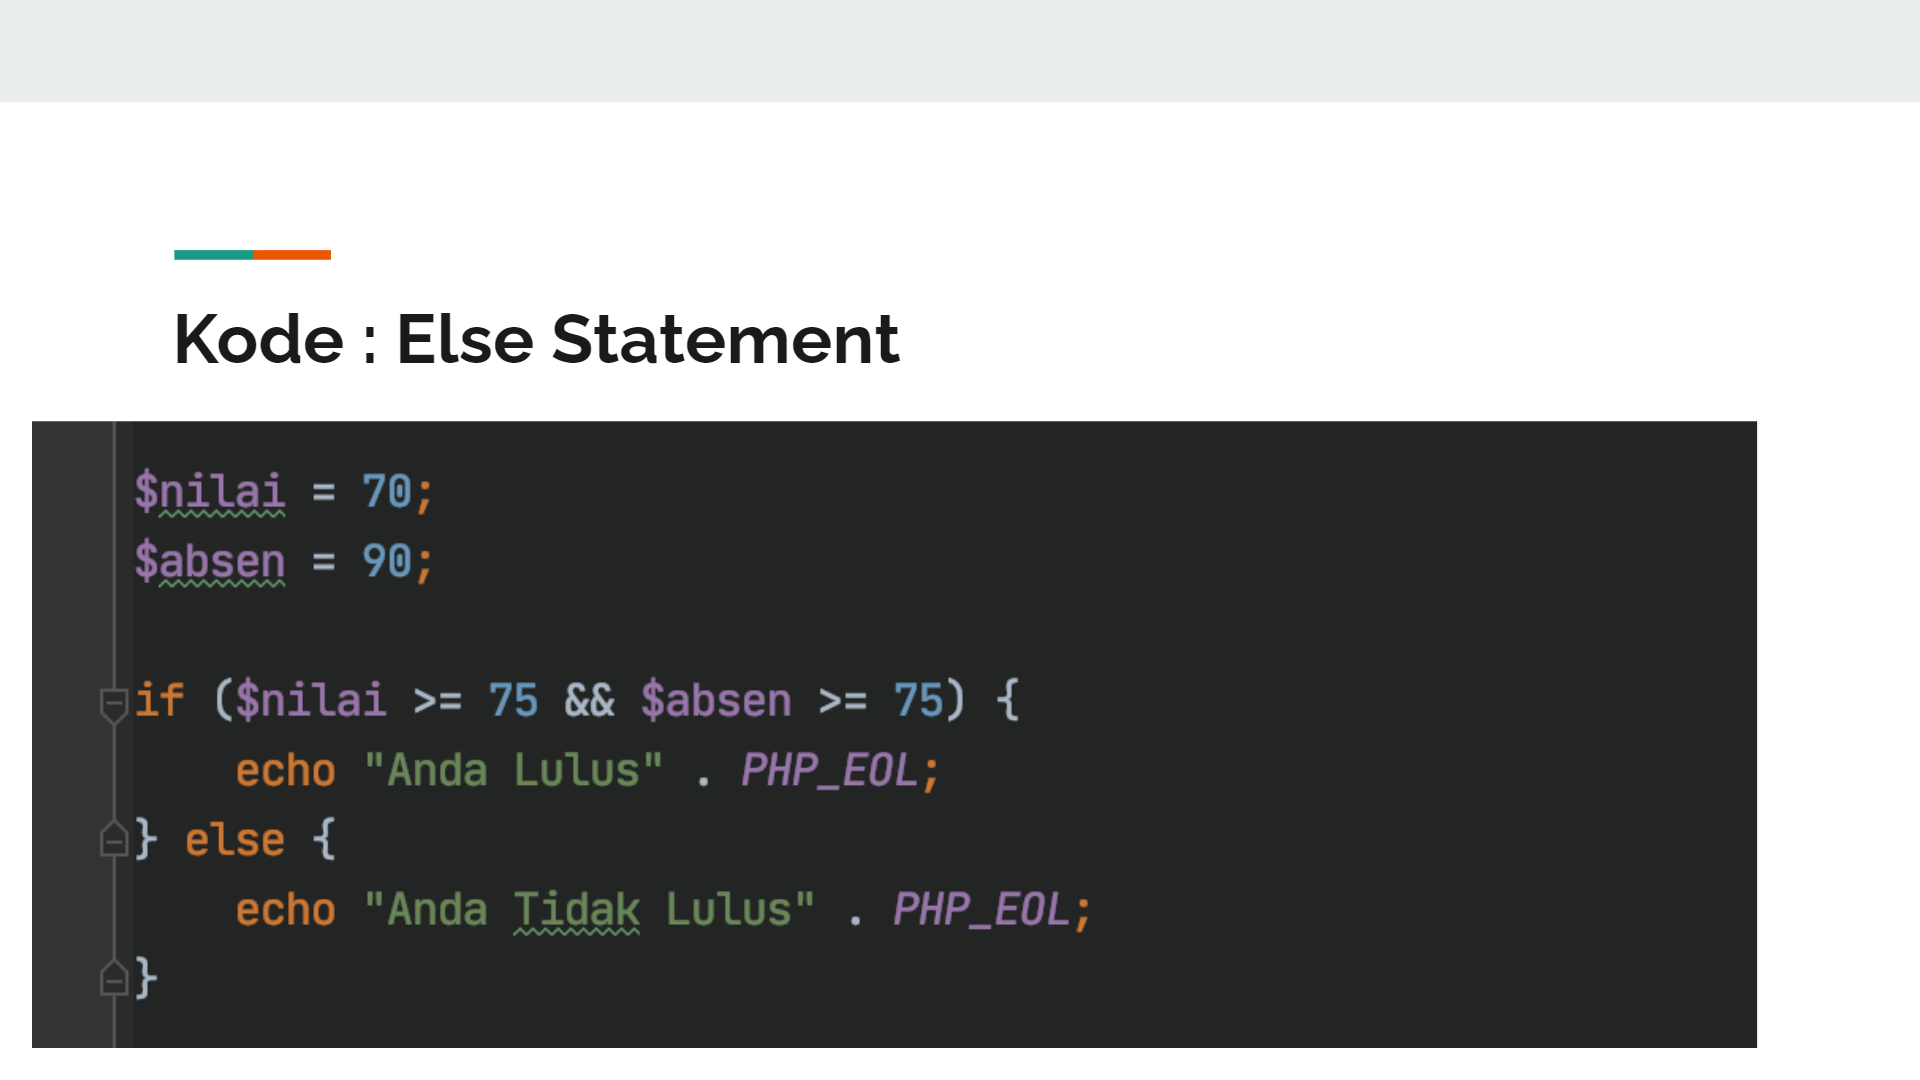 Kode : Else Statement
$nilai = 70;
$absen = 90;
if ($nilai >= 75 && $absen >= 75) {
    echo "Anda Lulus" . PHP_EOL;
} else {
    echo "Anda Tidak Lulus" . PHP_EOL;
}